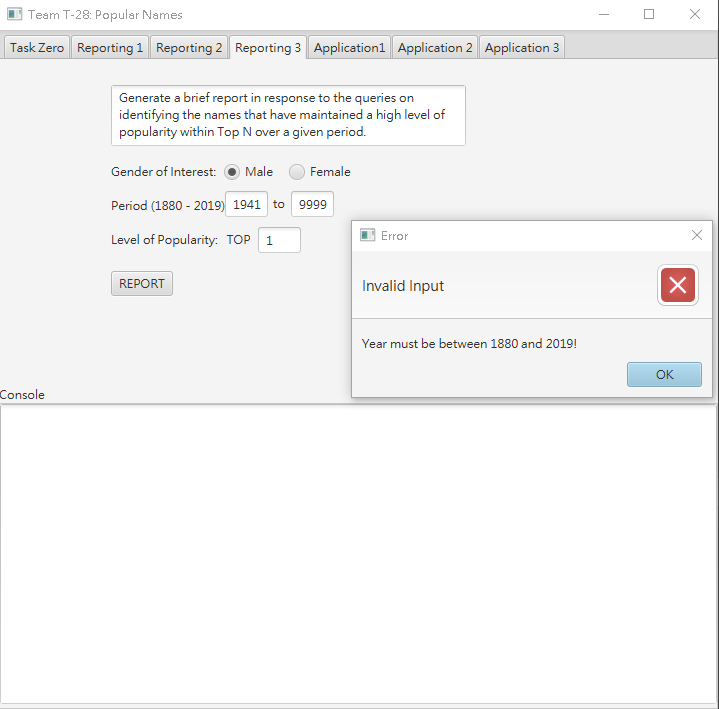 Team T-28: Popular Names
Task Zero Reporting 1 Reporting 2 Reporting 3 Application1 Application 2 Application 3
Generate a brief report in response to the queries on
identifying the names that have maintained a high level of
popularity within Top N over a given period.
Gender of Interest: Male Female
Period (1880 - 2019) 1941 to 9999
Level of Popularity: TOP 1
REPORT
Error
Invalid Input
Year must be between 1880 and 2019!
OK
Console